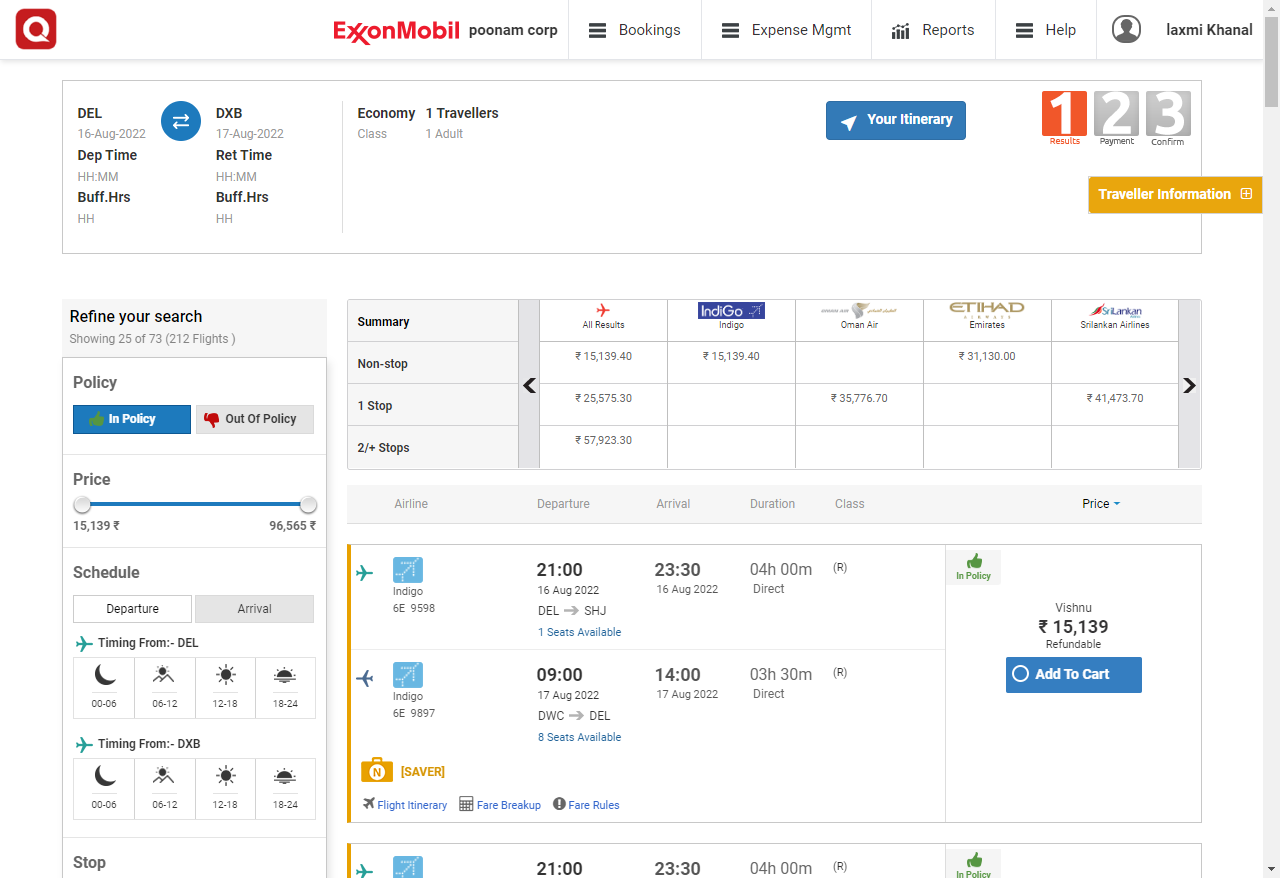 Q
ExxonMobil poonam corp Bookings Expense Mgmt Reports Help laxmi Khanal
DEL DXB Economy 1 Travellers
16-Aug-2022 17-Aug-2022 Class 1 Adult
Dep Time Ret Time
HH:MM HH:MM
Buff.Hrs Buff.Hrs
HH HH
Your Itinerary
1 2 3
Results Payment Confirm
Traveller Information
Refine your search
Showing 25 of 73 (212 Flights )
Policy
In Policy Out Of Policy
Price
15,139 ₹ 96,565 ₹
Schedule
Departure Arrival
Timing From:- DEL
00-06 06-12 12-18 18-24
Timing From:- DXB
00-06 06-12 12-18 18-24
Stop
IndiGo ETIHAD SriLankan
AIRWAYS
Summary All Results Indigo Oman Air Emirates Srilankan Airlines
Non-stop ₹ 15,139.40 ₹ 15,139.40 ₹ 31,130.00
1 Stop ₹ 25,575.30 ₹ 35,776.70 ₹ 41,473.70
2/+ Stops ₹ 57,923.30
Airline Departure Arrival Duration Class Price
21:00 23:30 04h 00m (R)
Indigo 16 Aug 2022 16 Aug 2022 Direct
6E 9598 DEL SHJ
1 Seats Available
09:00 14:00 03h 30m (R)
Indigo 17 Aug 2022 17 Aug 2022 Direct
6E 9897 DWC DEL
8 Seats Available
N [SAVER]
Flight Itinerary Fare Breakup Fare Rules
In Policy
Vishnu
₹ 15,139
Refundable
Add To Cart
21:00 23:30 04h 00m (R)
In Policy